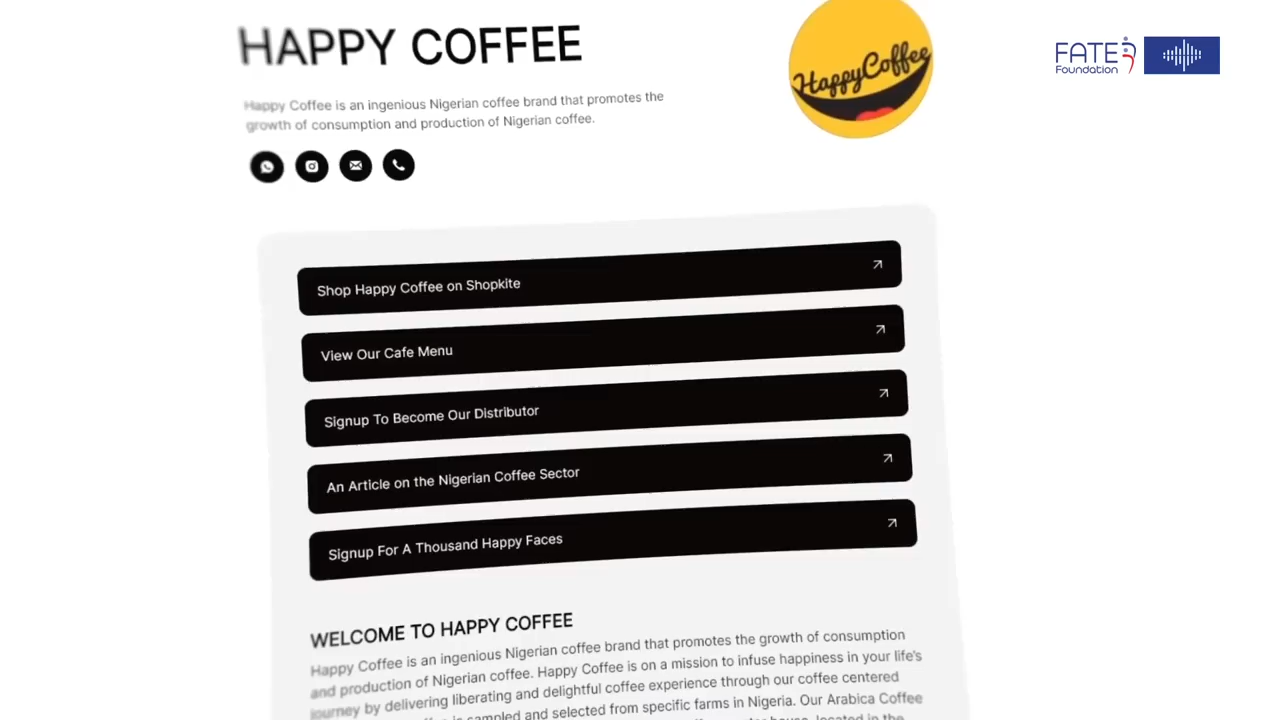 HAPPY COFFEE
HappyCoffee
FATE
Foundation
Happy Coffee is an ingenious Nigerian coffee brand that promotes the
growth of consumption and production of Nigerian coffee.
Shop Happy Coffee on Shopkite
View Our Cafe Menu
Signup To Become Our Distributor
An Article on the Nigerian Coffee Sector
Signup For A Thousand Happy Faces
WELCOME TO HAPPY COFFEE
Happy Coffee is an ingenious Nigerian coffee brand that promotes the growth of consumption
and production of Nigerian coffee. Happy Coffee is on a mission to infuse happiness in your life's
journey by delivering liberating and delightful coffee experience through our coffee centered
is sampled and selected from specific farms in Nigeria. Our Arabica Coffee
house, located in the